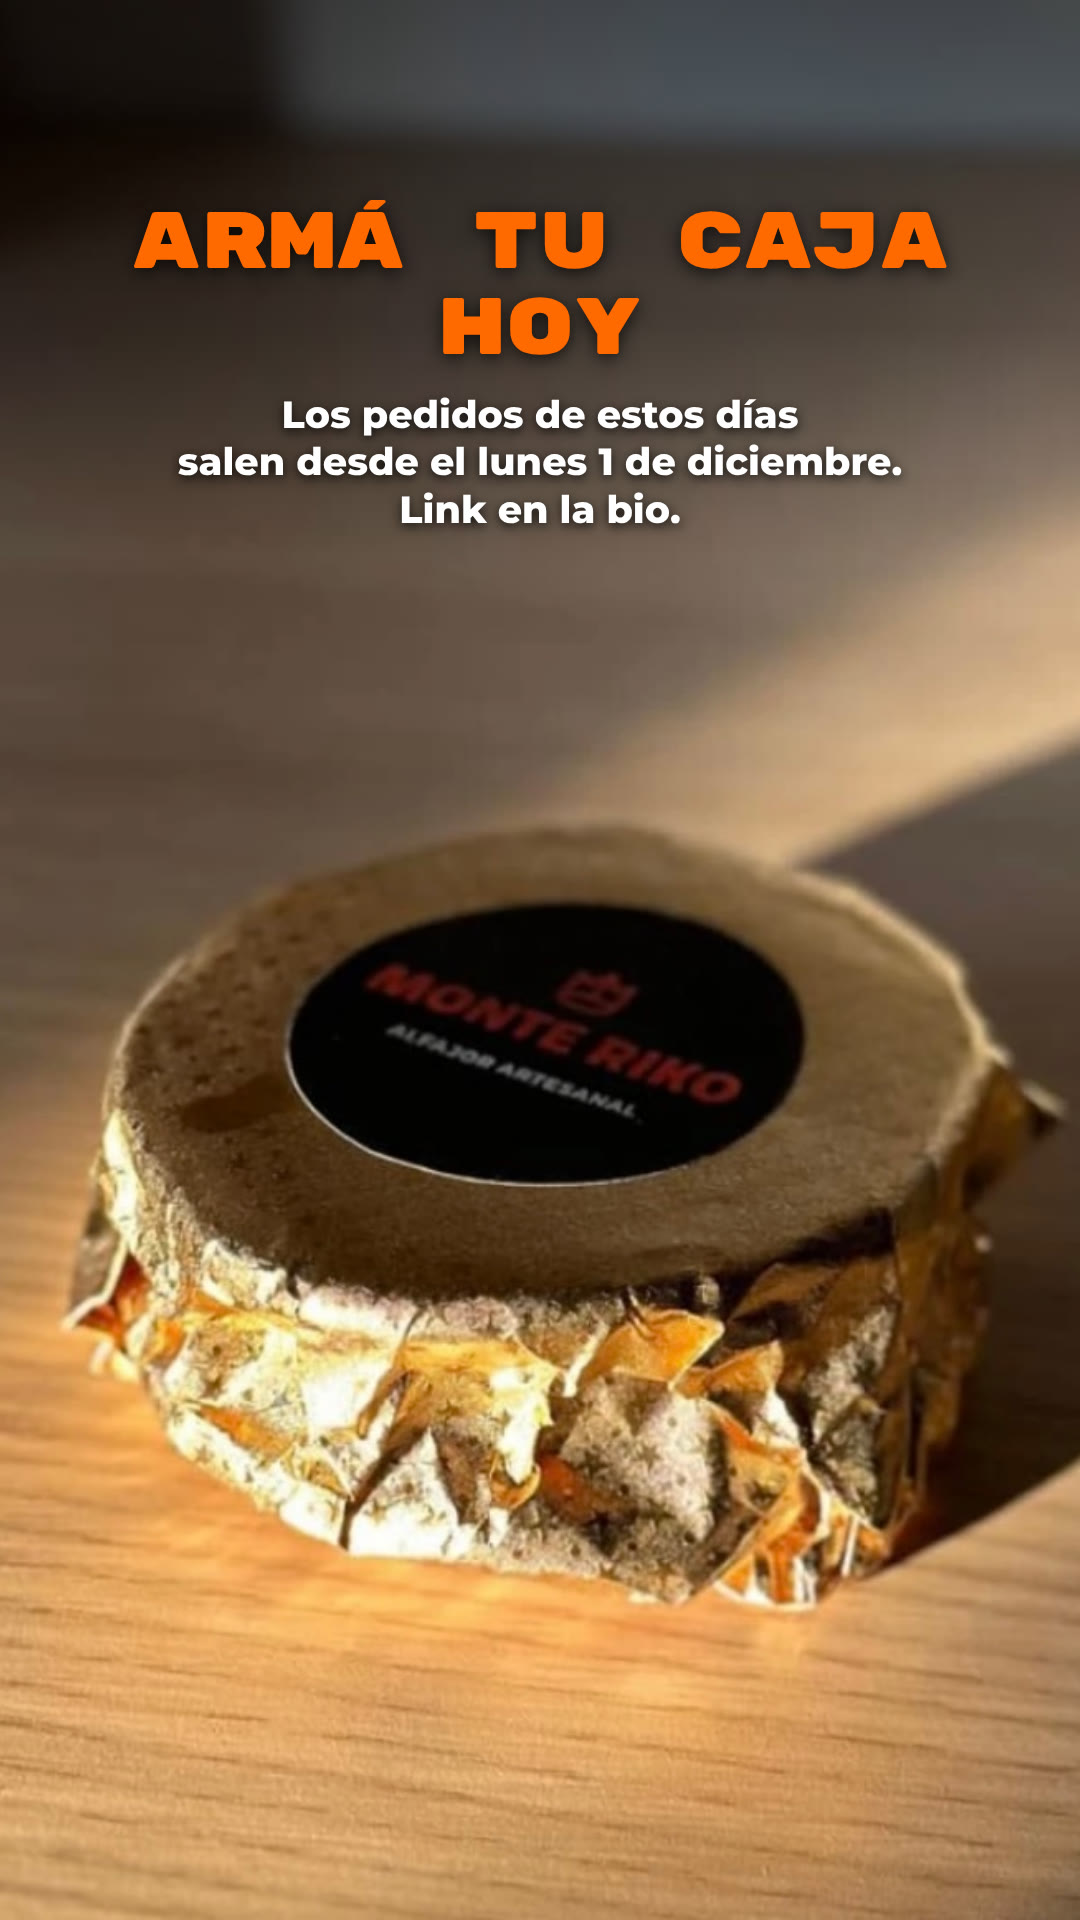 ARMÁ TU CAJA
HOY
Los pedidos de estos días
salen desde el lunes 1 de diciembre.
Link en la bio.
MONTE RIKO
ALFAJOR ARTESANAL